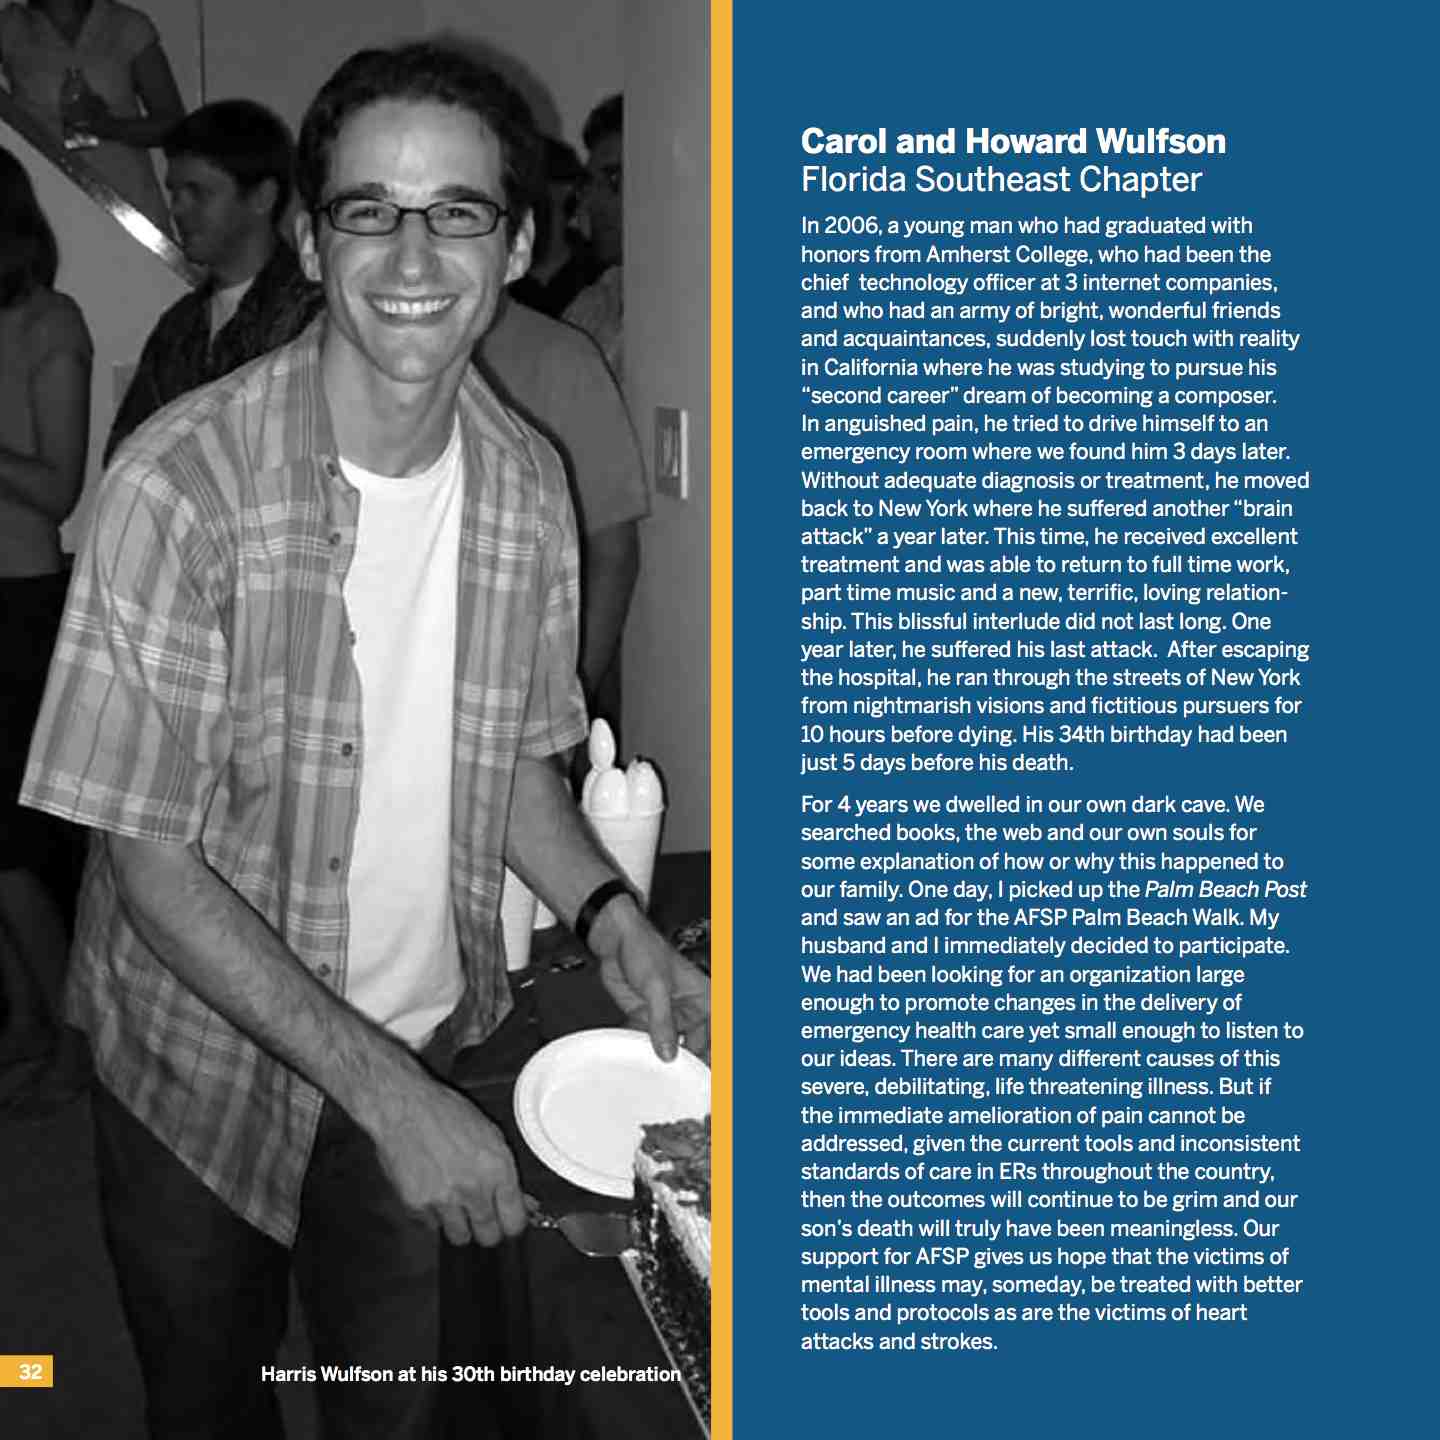 Carol and Howard Wulfson
Florida Southeast Chapter
In 2006, a young man who had graduated with
honors from Amherst College, who had been the
chief  technology officer at 3 internet companies,
and who had an army of bright, wonderful friends
and acquaintances, suddenly lost touch with reality
in California where he was studying to pursue his
“second career” dream of becoming a composer.
In anguished pain, he tried to drive himself to an
emergency room where we found him 3 days later.
Without adequate diagnosis or treatment, he moved
back to New York where he suffered another “brain
attack” a year later. This time, he received excellent
treatment and was able to return to full time work,
part time music and a new, terrific, loving relation-
ship. This blissful interlude did not last long. One
year later, he suffered his last attack.  After escaping
the hospital, he ran through the streets of New York
from nightmarish visions and fictitious pursuers for
10 hours before dying. His 34th birthday had been
just 5 days before his death.
For 4 years we dwelled in our own dark cave. We
searched books, the web and our own souls for
some explanation of how or why this happened to
our family. One day, I picked up the Palm Beach Post
and saw an ad for the AFSP Palm Beach Walk. My
husband and I immediately decided to participate.
We had been looking for an organization large
enough to promote changes in the delivery of
emergency health care yet small enough to listen to
our ideas. There are many different causes of this
severe, debilitating, life threatening illness. But if
the immediate amelioration of pain cannot be
addressed, given the current tools and inconsistent
standards of care in ERs throughout the country,
then the outcomes will continue to be grim and our
son’s death will truly have been meaningless. Our
support for AFSP gives us hope that the victims of
mental illness may, someday, be treated with better
tools and protocols as are the victims of heart
attacks and strokes.
32
Harris Wulfson at his 30th birthday celebration